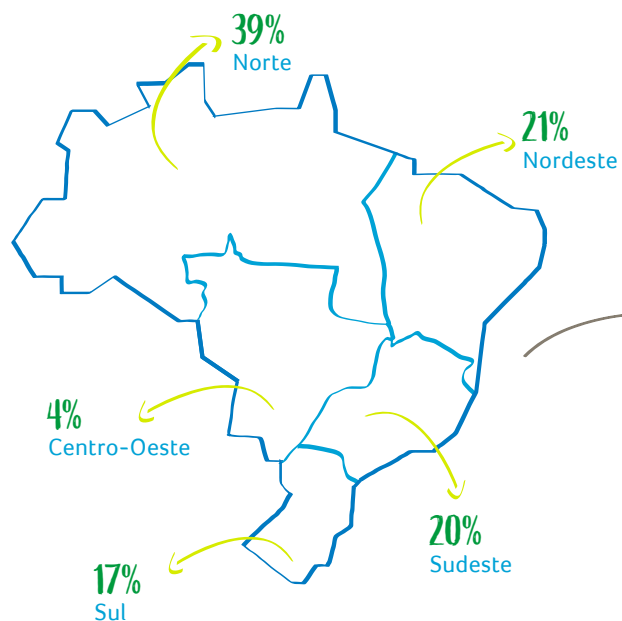 39%
Norte
21%
Nordeste
4%
Centro-Oeste
20%
Sudeste
17%
Sul